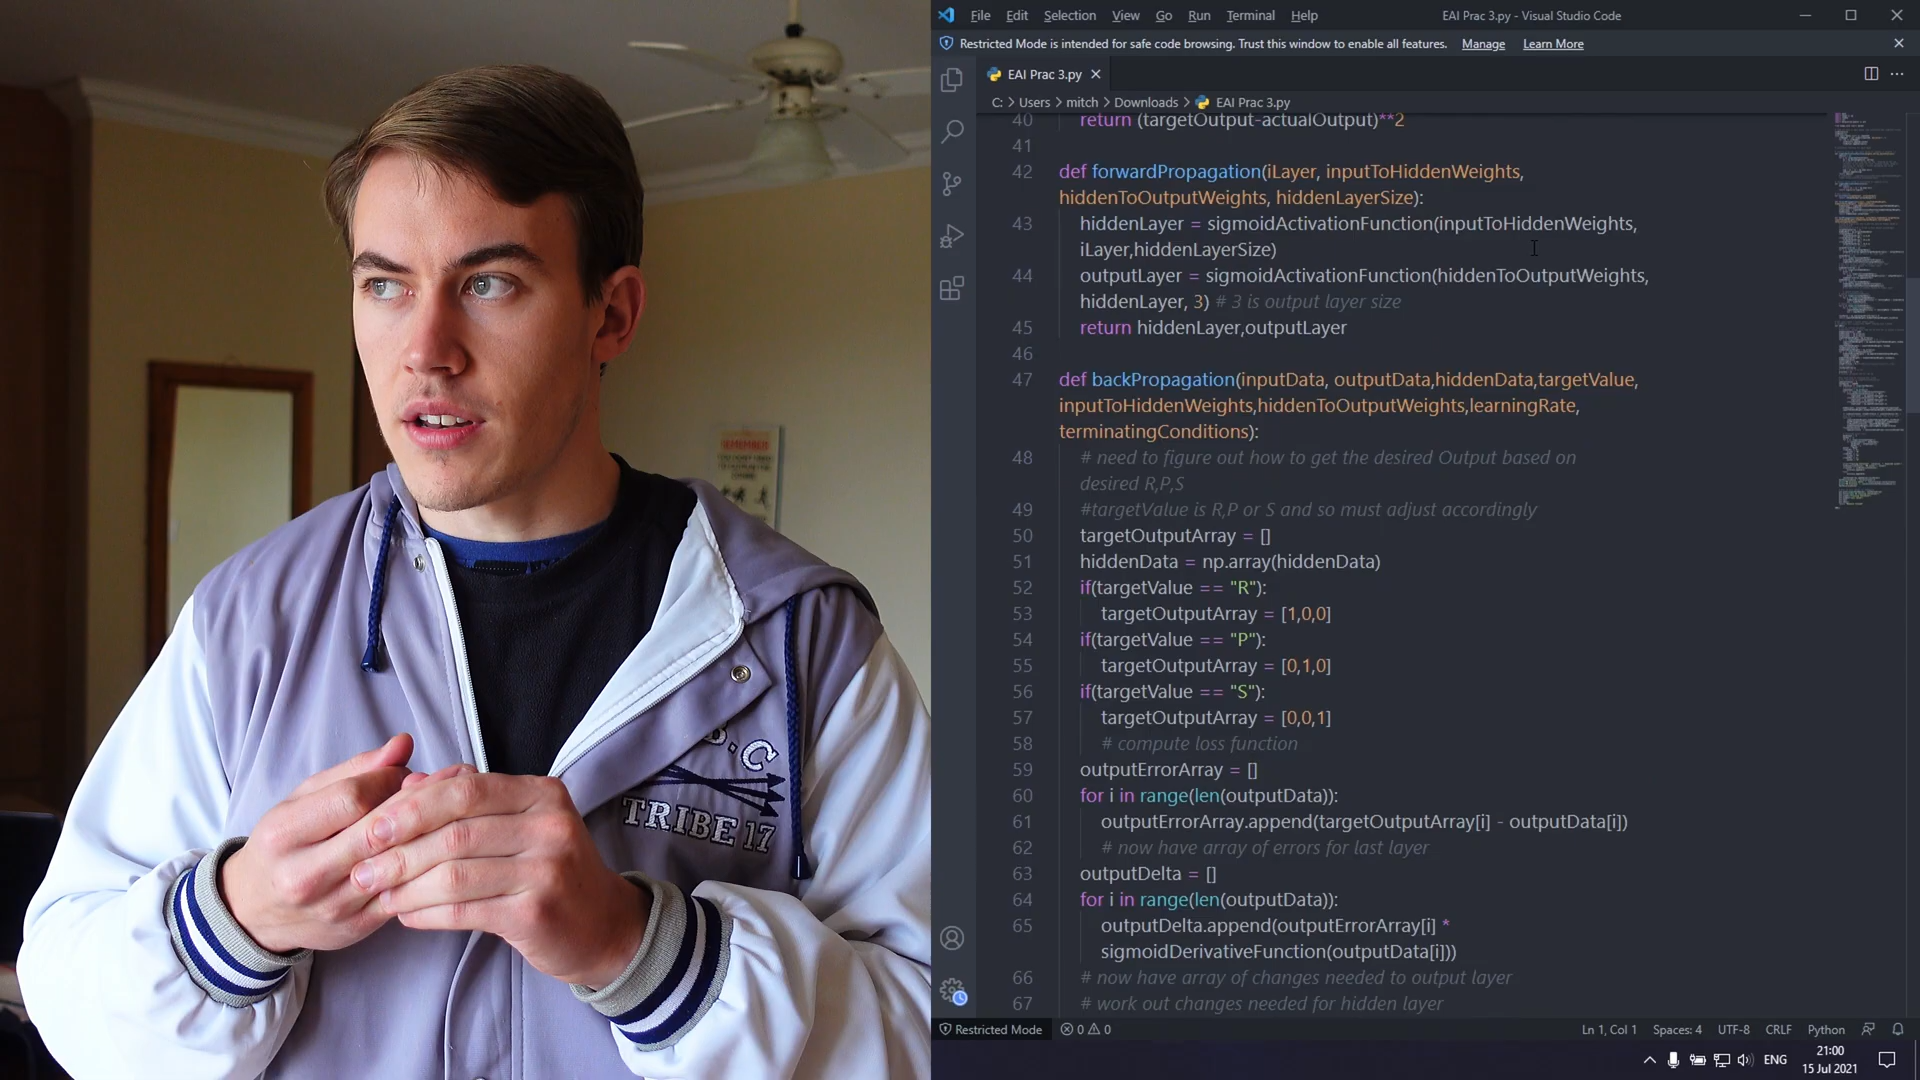 File Edit Selection View Go Run Terminal Help EAI Prac 3.py - Visual Studio Code
Restricted Mode is intended for safe code browsing. Trust this window to enable all features. Manage Learn More
EAI Prac 3.py
C: > Users > mitch > Downloads > EAI Prac 3.py
40 return (targetOutput-actualOutput)**2
41
42 def forwardPropagation(iLayer, inputToHiddenWeights,
hiddenToOutputWeights, hiddenLayerSize):
43 hiddenLayer = sigmoidActivationFunction(inputToHiddenWeights,
iLayer,hiddenLayerSize)
44 outputLayer = sigmoidActivationFunction(hiddenToOutputWeights,
hiddenLayer, 3) # 3 is output layer size
45 return hiddenLayer,outputLayer
46
47 def backPropagation(inputData, outputData,hiddenData,targetValue,
inputToHiddenWeights,hiddenToOutputWeights,learningRate,
terminatingConditions):
48 # need to figure out how to get the desired Output based on
desired R,P,S
49 #targetValue is R,P or S and so must adjust accordingly
50 targetOutputArray = []
51 hiddenData = np.array(hiddenData)
52 if(targetValue == "R"):
53 targetOutputArray = [1,0,0]
54 if(targetValue == "P"):
55 targetOutputArray = [0,1,0]
56 if(targetValue == "S"):
57 targetOutputArray = [0,0,1]
58 # compute loss function
59 outputErrorArray = []
60 for i in range(len(outputData)):
61 outputErrorArray.append(targetOutputArray[i] - outputData[i])
62 # now have array of errors for last layer
63 outputDelta = []
64 for i in range(len(outputData)):
65 outputDelta.append(outputErrorArray[i] *
sigmoidDerivativeFunction(outputData[i]))
66 # now have array of changes needed to output layer
67 # work out changes needed for hidden layer
Restricted Mode 0 0 Ln 1, Col 1 Spaces: 4 UTF-8 CRLF Python
ENG 21:00
15 Jul 2021
REMEMBER
B.C
TRIBE 17